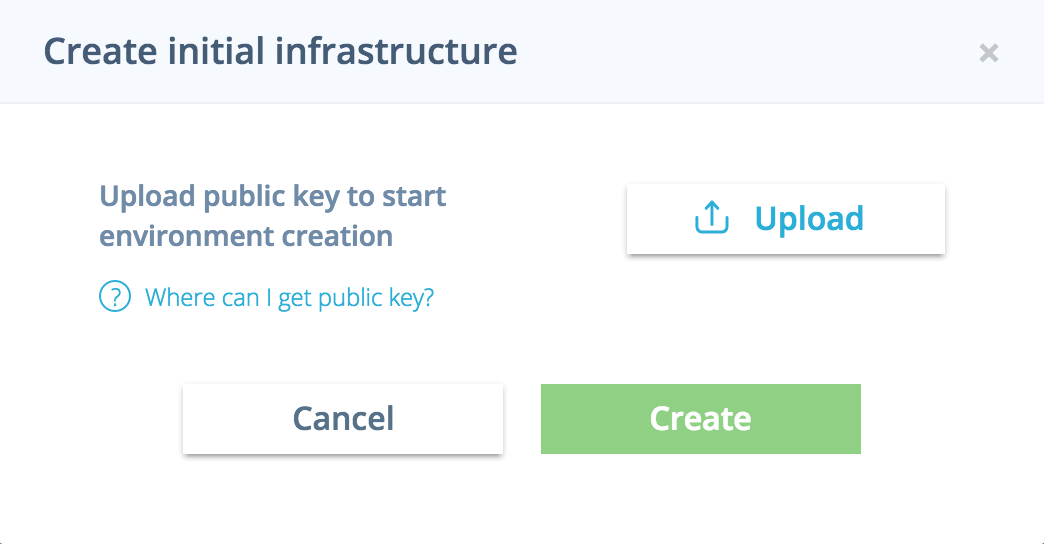 Create initial infrastructure
Upload public key to start
environment creation
Upload
? Where can I get public key?
Cancel
Create